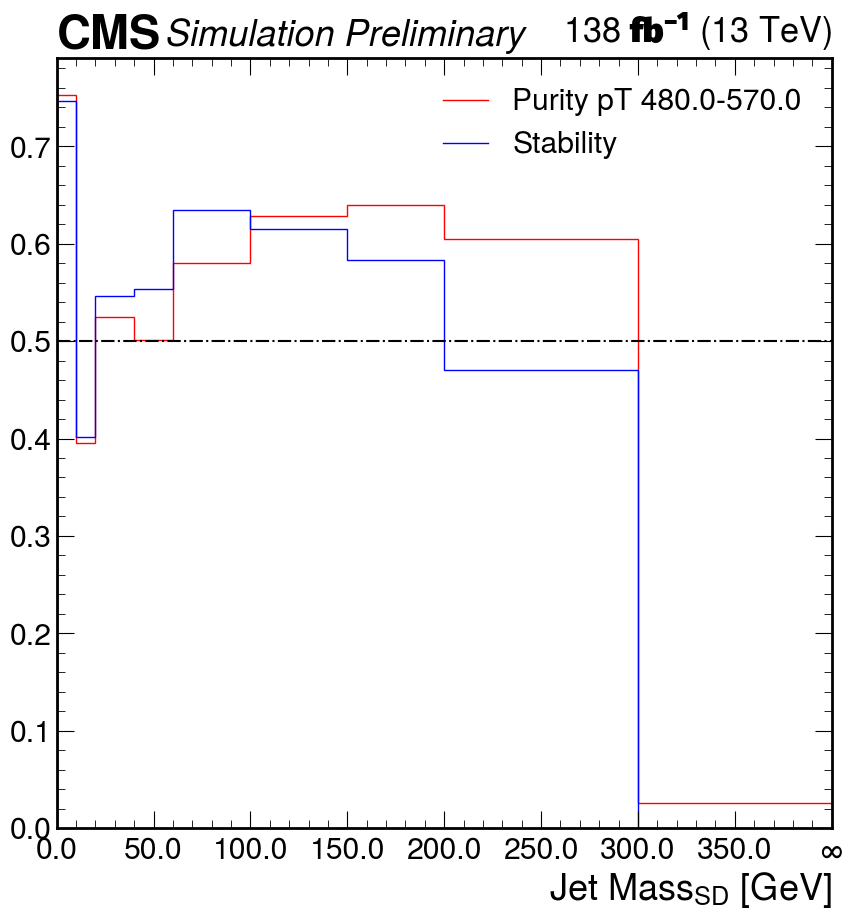 CMS Simulation Preliminary 138 fb⁻¹ (13 TeV)
Purity pT 480.0-570.0
Stability
0.7
0.6
0.5
0.4
0.3
0.2
0.1
0.0
0.0 50.0 100.0 150.0 200.0 250.0 300.0 350.0 ∞
Jet Mass_SD [GeV]